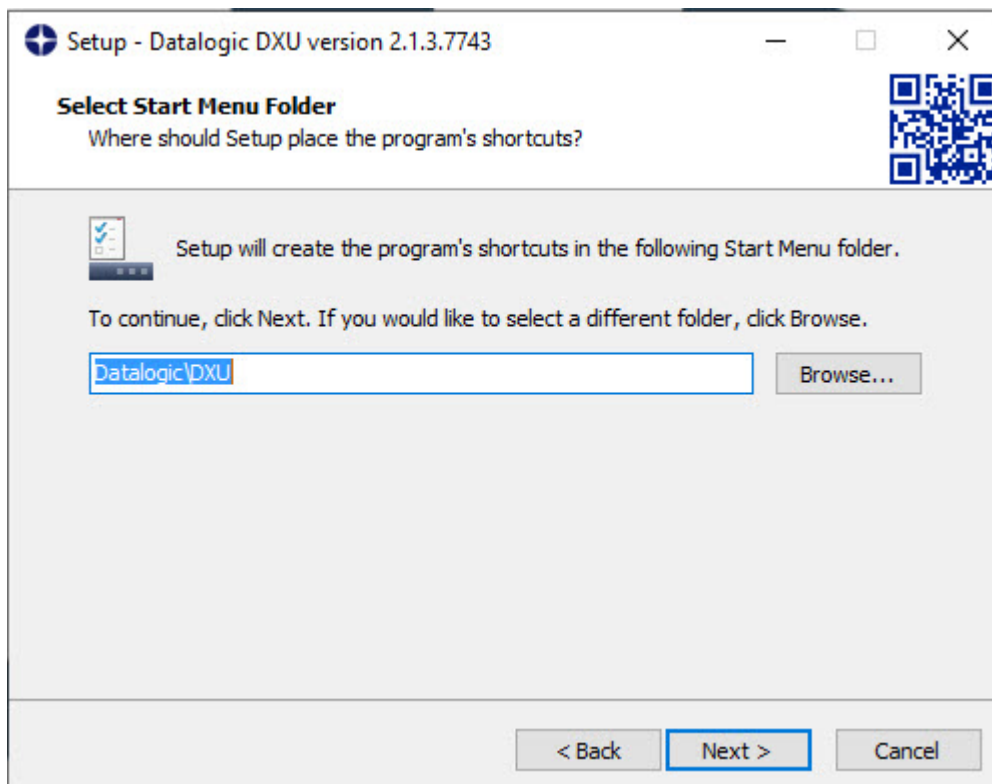 Setup - Datalogic DXU version 2.1.3.7743
Select Start Menu Folder
Where should Setup place the program's shortcuts?
Setup will create the program's shortcuts in the following Start Menu folder.
To continue, click Next. If you would like to select a different folder, click Browse.
Datalogic\DXU
Browse...
< Back
Next >
Cancel